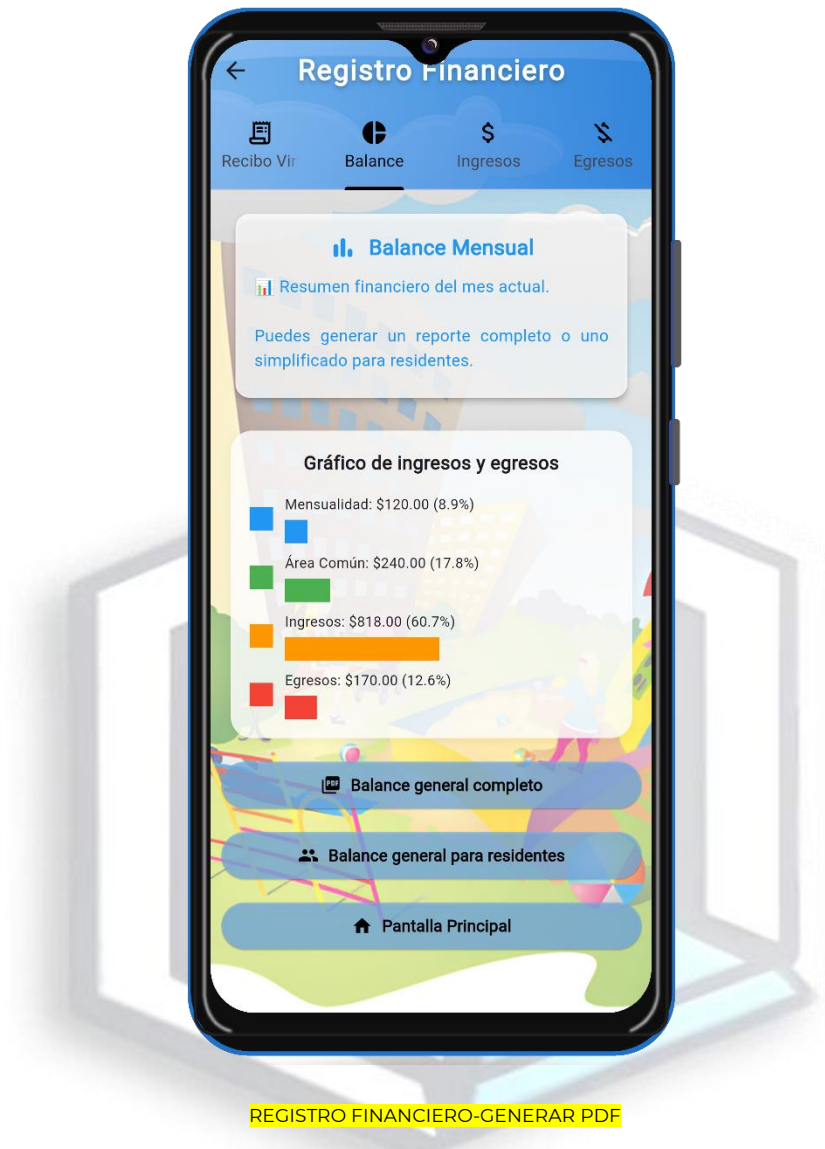 Registro Financiero
Recibo Vir
Balance
Ingresos
Egresos
Balance Mensual
📊 Resumen financiero del mes actual.
Puedes generar un reporte completo o uno
simplificado para residentes.
Gráfico de ingresos y egresos
Mensualidad: $120.00 (8.9%)
Área Común: $240.00 (17.8%)
Ingresos: $818.00 (60.7%)
Egresos: $170.00 (12.6%)
PDF Balance general completo
Balance general para residentes
Pantalla Principal
REGISTRO FINANCIERO-GENERAR PDF